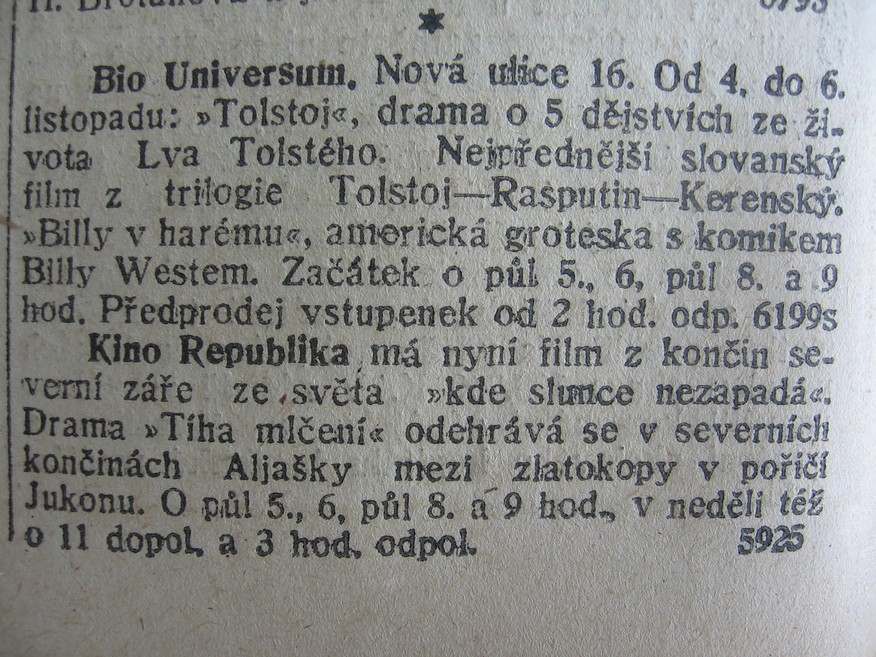 Bio Universum. Nová ulice 16. Od 4. do 6.
listopadu: »Tolstoj«, drama o 5 dějstvích ze ži-
vota Lva Tolstého. Nejpřednější slovanský
film z trilogie Tolstoj—Rasputin—Kerenský.
»Billy v harému«, americká groteska s komikem
Billy Westem. Začátek o půl 5., 6, půl 8. a 9
hod. Předprodej vstupenek od 2 hod. odp. 6199s
Kino Republika má nyní film z končin se-
verní záře ze světa »kde slunce nezapadá«.
Drama »Tíha mlčení« odehrává se v severních
končinách Aljašky mezi zlatokopy v poříčí
Jukonu. O půl 5., 6, půl 8. a 9 hod., v neděli též
o 11 dopol. a 3 hod. odpol. 5925